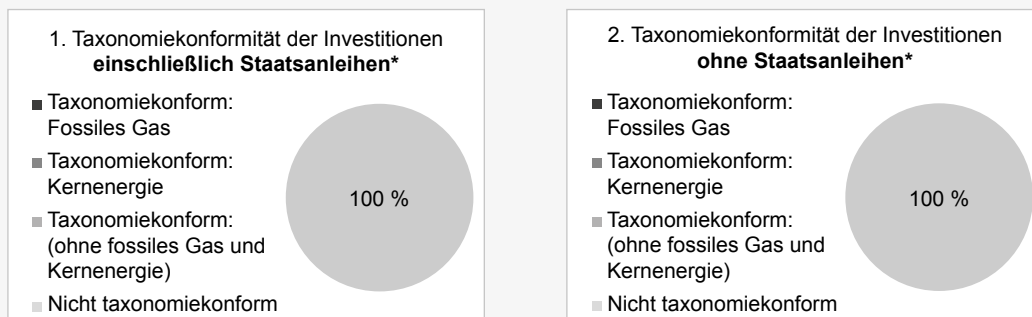 1. Taxonomiekonformität der Investitionen
einschließlich Staatsanleihen*
Taxonomiekonform:
Fossiles Gas
Taxonomiekonform:
Kernenergie
Taxonomiekonform:
(ohne fossiles Gas und
Kernenergie)
Nicht taxonomiekonform
100 %
2. Taxonomiekonformität der Investitionen
ohne Staatsanleihen*
Taxonomiekonform:
Fossiles Gas
Taxonomiekonform:
Kernenergie
Taxonomiekonform:
(ohne fossiles Gas und
Kernenergie)
Nicht taxonomiekonform
100 %